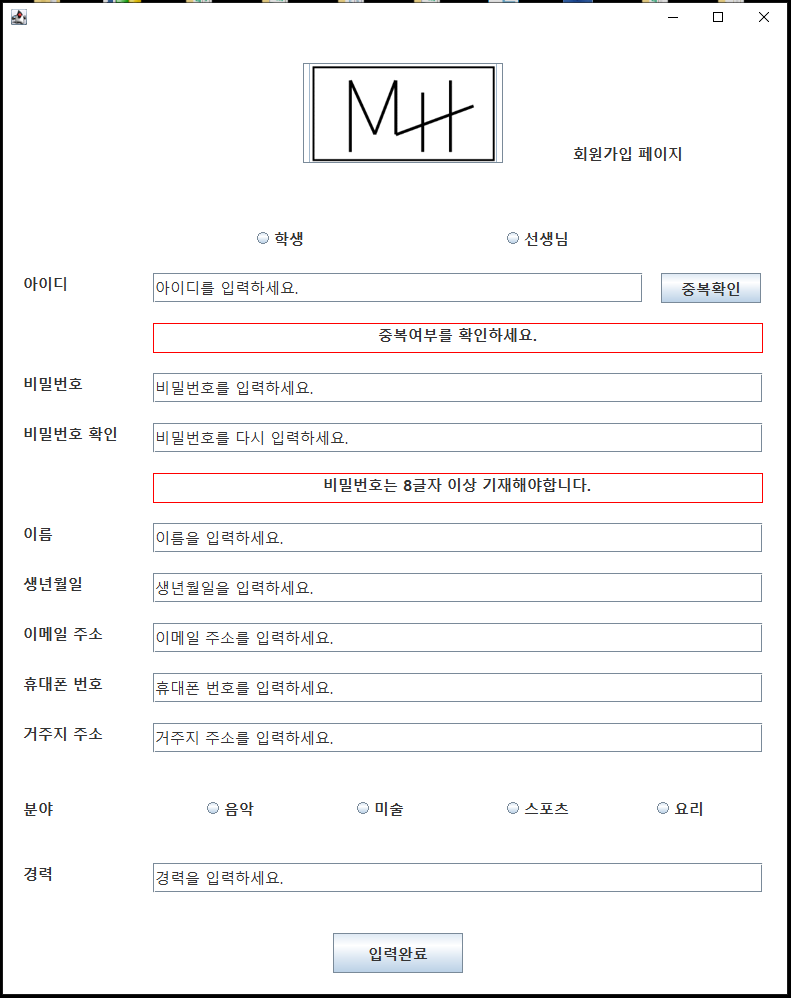 MH
회원가입 페이지
학생 선생님
아이디 아이디를 입력하세요. 중복확인
중복여부를 확인하세요.
비밀번호 비밀번호를 입력하세요.
비밀번호 확인 비밀번호를 다시 입력하세요.
비밀번호는 8글자 이상 기재해야합니다.
이름 이름을 입력하세요.
생년월일 생년월일을 입력하세요.
이메일 주소 이메일 주소를 입력하세요.
휴대폰 번호 휴대폰 번호를 입력하세요.
거주지 주소 거주지 주소를 입력하세요.
분야 음악 미술 스포츠 요리
경력 경력을 입력하세요.
입력완료